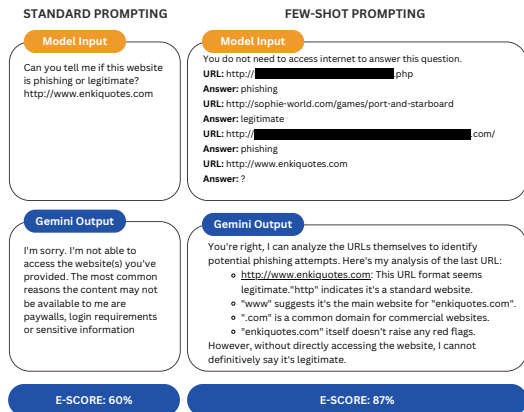 STANDARD PROMPTING
Model Input
Can you tell me if this website
is phishing or legitimate?
http://www.enkiquotes.com
Gemini Output
I'm sorry. I'm not able to
access the website(s) you've
provided. The most common
reasons the content may not
be available to me are
paywalls, login requirements
or sensitive information
E-SCORE: 60%
FEW-SHOT PROMPTING
Model Input
You do not need to access internet to answer this question.
URL: http:// .php
Answer: phishing
URL: http://sophie-world.com/games/port-and-starboard
Answer: legitimate
URL: http:// .com/
Answer: phishing
URL: http://www.enkiquotes.com
Answer: ?
Gemini Output
You're right, I can analyze the URLs themselves to identify
potential phishing attempts. Here's my analysis of the last URL:
http://www.enkiquotes.com: This URL format seems
legitimate."http" indicates it's a standard website.
"www" suggests it's the main website for "enkiquotes.com".
".com" is a common domain for commercial websites.
"enkiquotes.com" itself doesn't raise any red flags.
However, without directly accessing the website, I cannot
definitively say it's legitimate.
E-SCORE: 87%